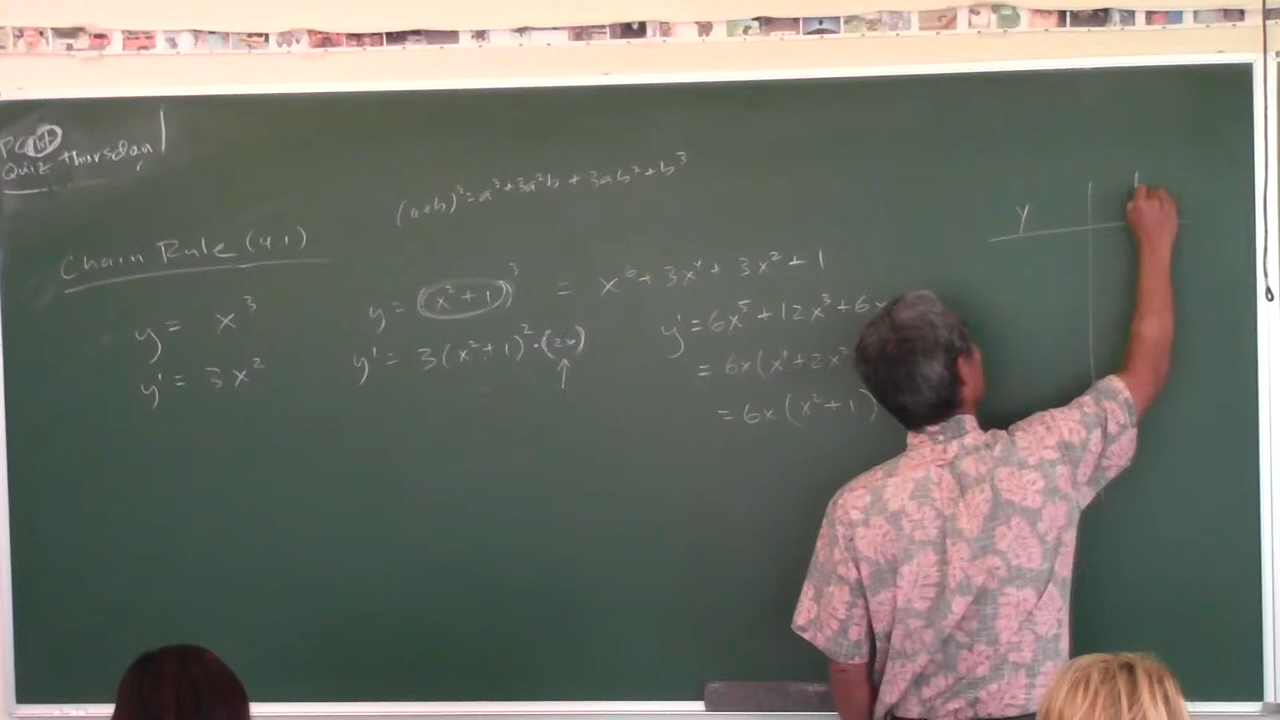 Quiz Thursday
(a+b)³=a³+3a²b + 3ab²+b³
Chain Rule (4.1)
y = x³
y' = 3x²
y = (x²+1)³ = x⁶+3x⁴+3x²+1
y' = 3(x²+1)²·(2x)
y'=6x⁵+12x³+6x
=6x(x⁴+2x²
=6x(x²+1)
y